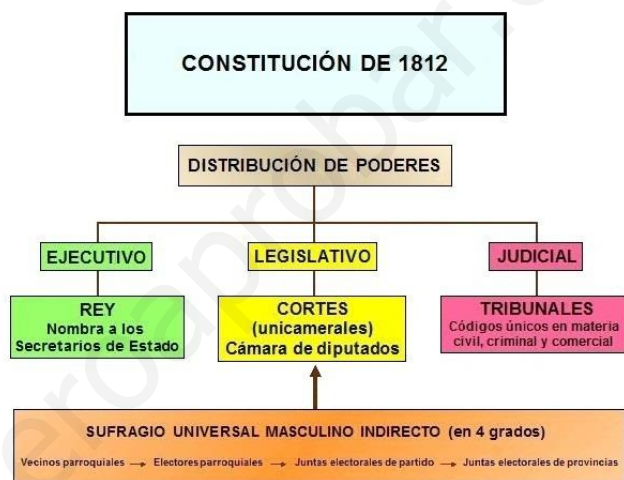 CONSTITUCIÓN DE 1812
DISTRIBUCIÓN DE PODERES
EJECUTIVO
LEGISLATIVO
JUDICIAL
REY
Nombra a los
Secretarios de Estado
CORTES
(unicamerales)
Cámara de diputados
TRIBUNALES
Códigos únicos en materia
civil, criminal y comercial
SUFRAGIO UNIVERSAL MASCULINO INDIRECTO (en 4 grados)
Vecinos parroquiales → Electores parroquiales → Juntas electorales de partido → Juntas electorales de provincias